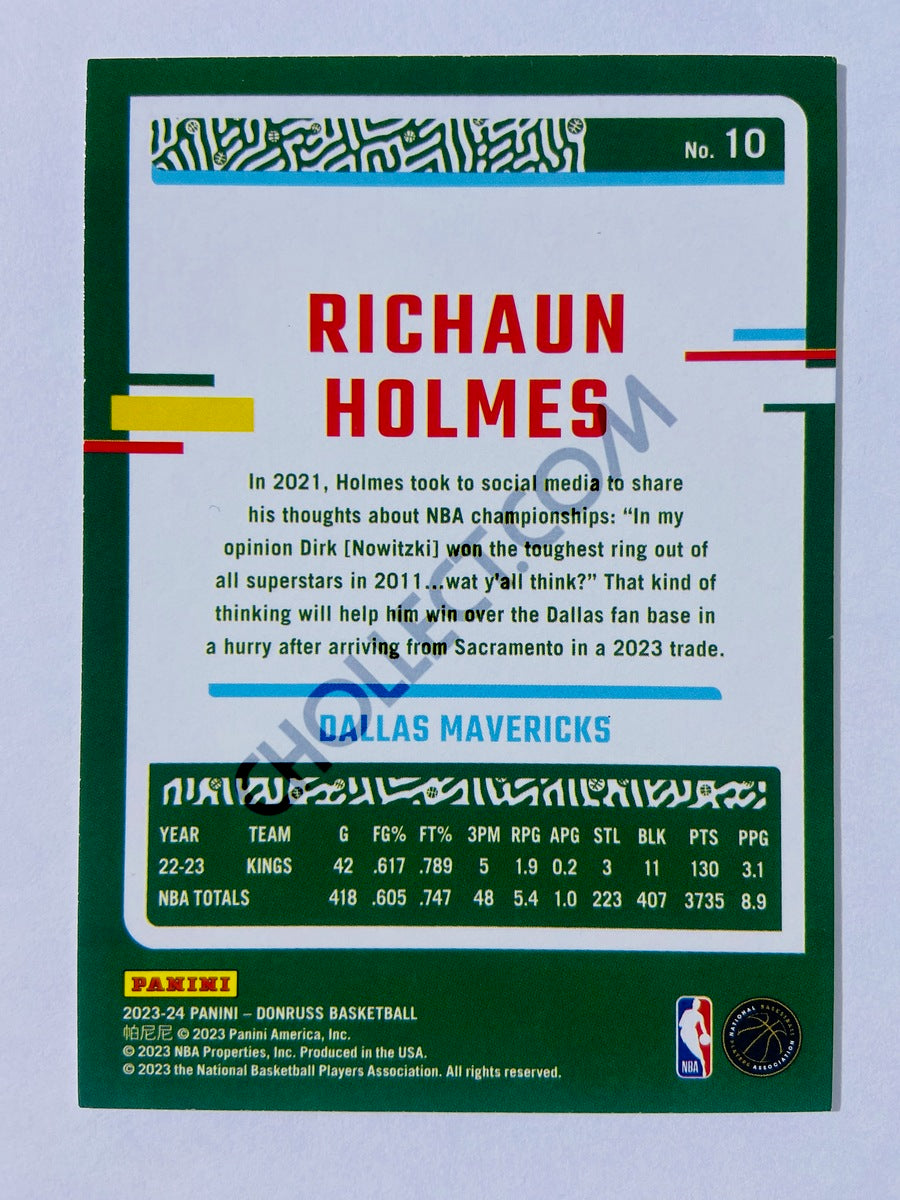 No. 10
RICHAUN
HOLMES
In 2021, Holmes took to social media to share
his thoughts about NBA championships: “In my
opinion Dirk [Nowitzki] won the toughest ring out of
all superstars in 2011...wat y'all think?” That kind of
thinking will help him win over the Dallas fan base in
a hurry after arriving from Sacramento in a 2023 trade.
CHOLLECT.COM
DALLAS MAVERICKS
YEAR TEAM G FG% FT% 3PM RPG APG STL BLK PTS PPG
22-23 KINGS 42 .617 .789 5 1.9 0.2 3 11 130 3.1
NBA TOTALS 418 .605 .747 48 5.4 1.0 223 407 3735 8.9
PANINI
2023-24 PANINI – DONRUSS BASKETBALL
帕尼尼 © 2023 Panini America, Inc.
© 2023 NBA Properties, Inc. Produced in the USA.
© 2023 the National Basketball Players Association. All rights reserved.
NBA
NATIONAL BASKETBALL PLAYERS ASSOCIATION